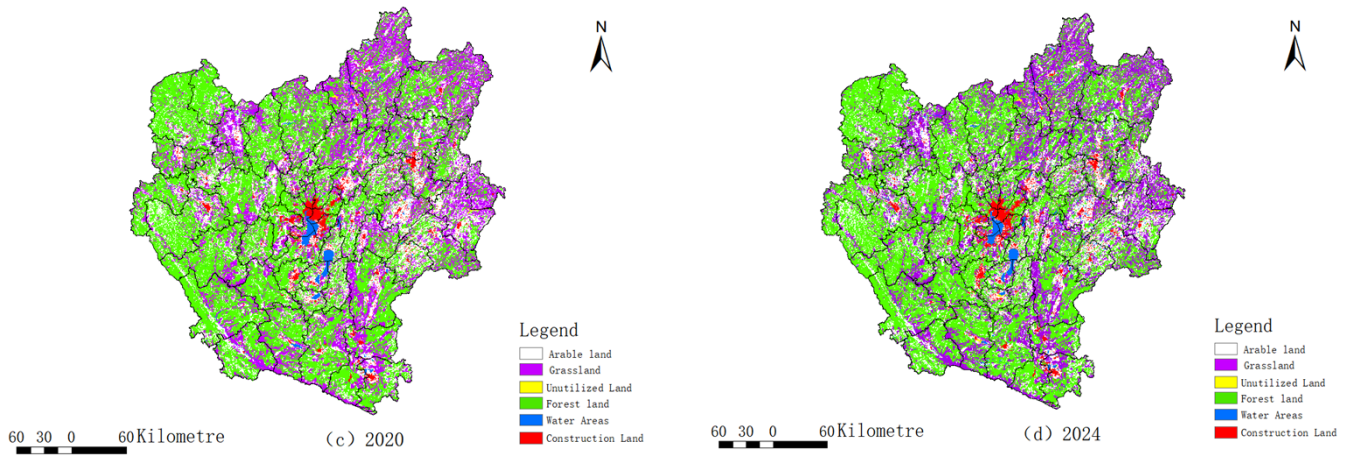 N
Legend
Arable land
Grassland
Unutilized Land
Forest land
Water Areas
Construction Land
60 30 0 60 Kilometre
(c) 2020
N
Legend
Arable land
Grassland
Unutilized Land
Forest land
Water Areas
Construction Land
60 30 0 60 Kilometre
(d) 2024